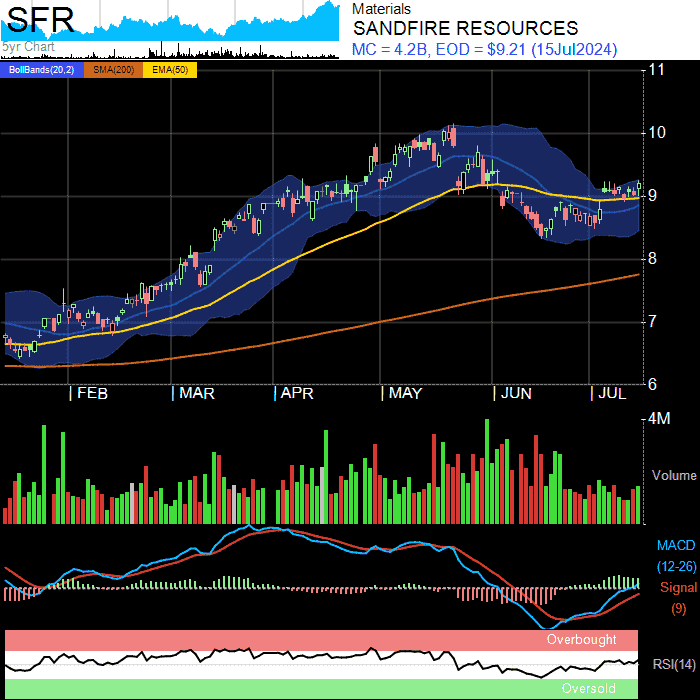 SFR
5yr Chart
Materials
SANDFIRE RESOURCES
MC = 4.2B, EOD = $9.21 (15Jul2024)
BollBands(20,2) SMA(200) EMA(50)
11
10
9
8
7
6
FEB MAR APR MAY JUN JUL
4M
Volume
MACD
(12-26)
Signal
(9)
Overbought
RSI(14)
Oversold